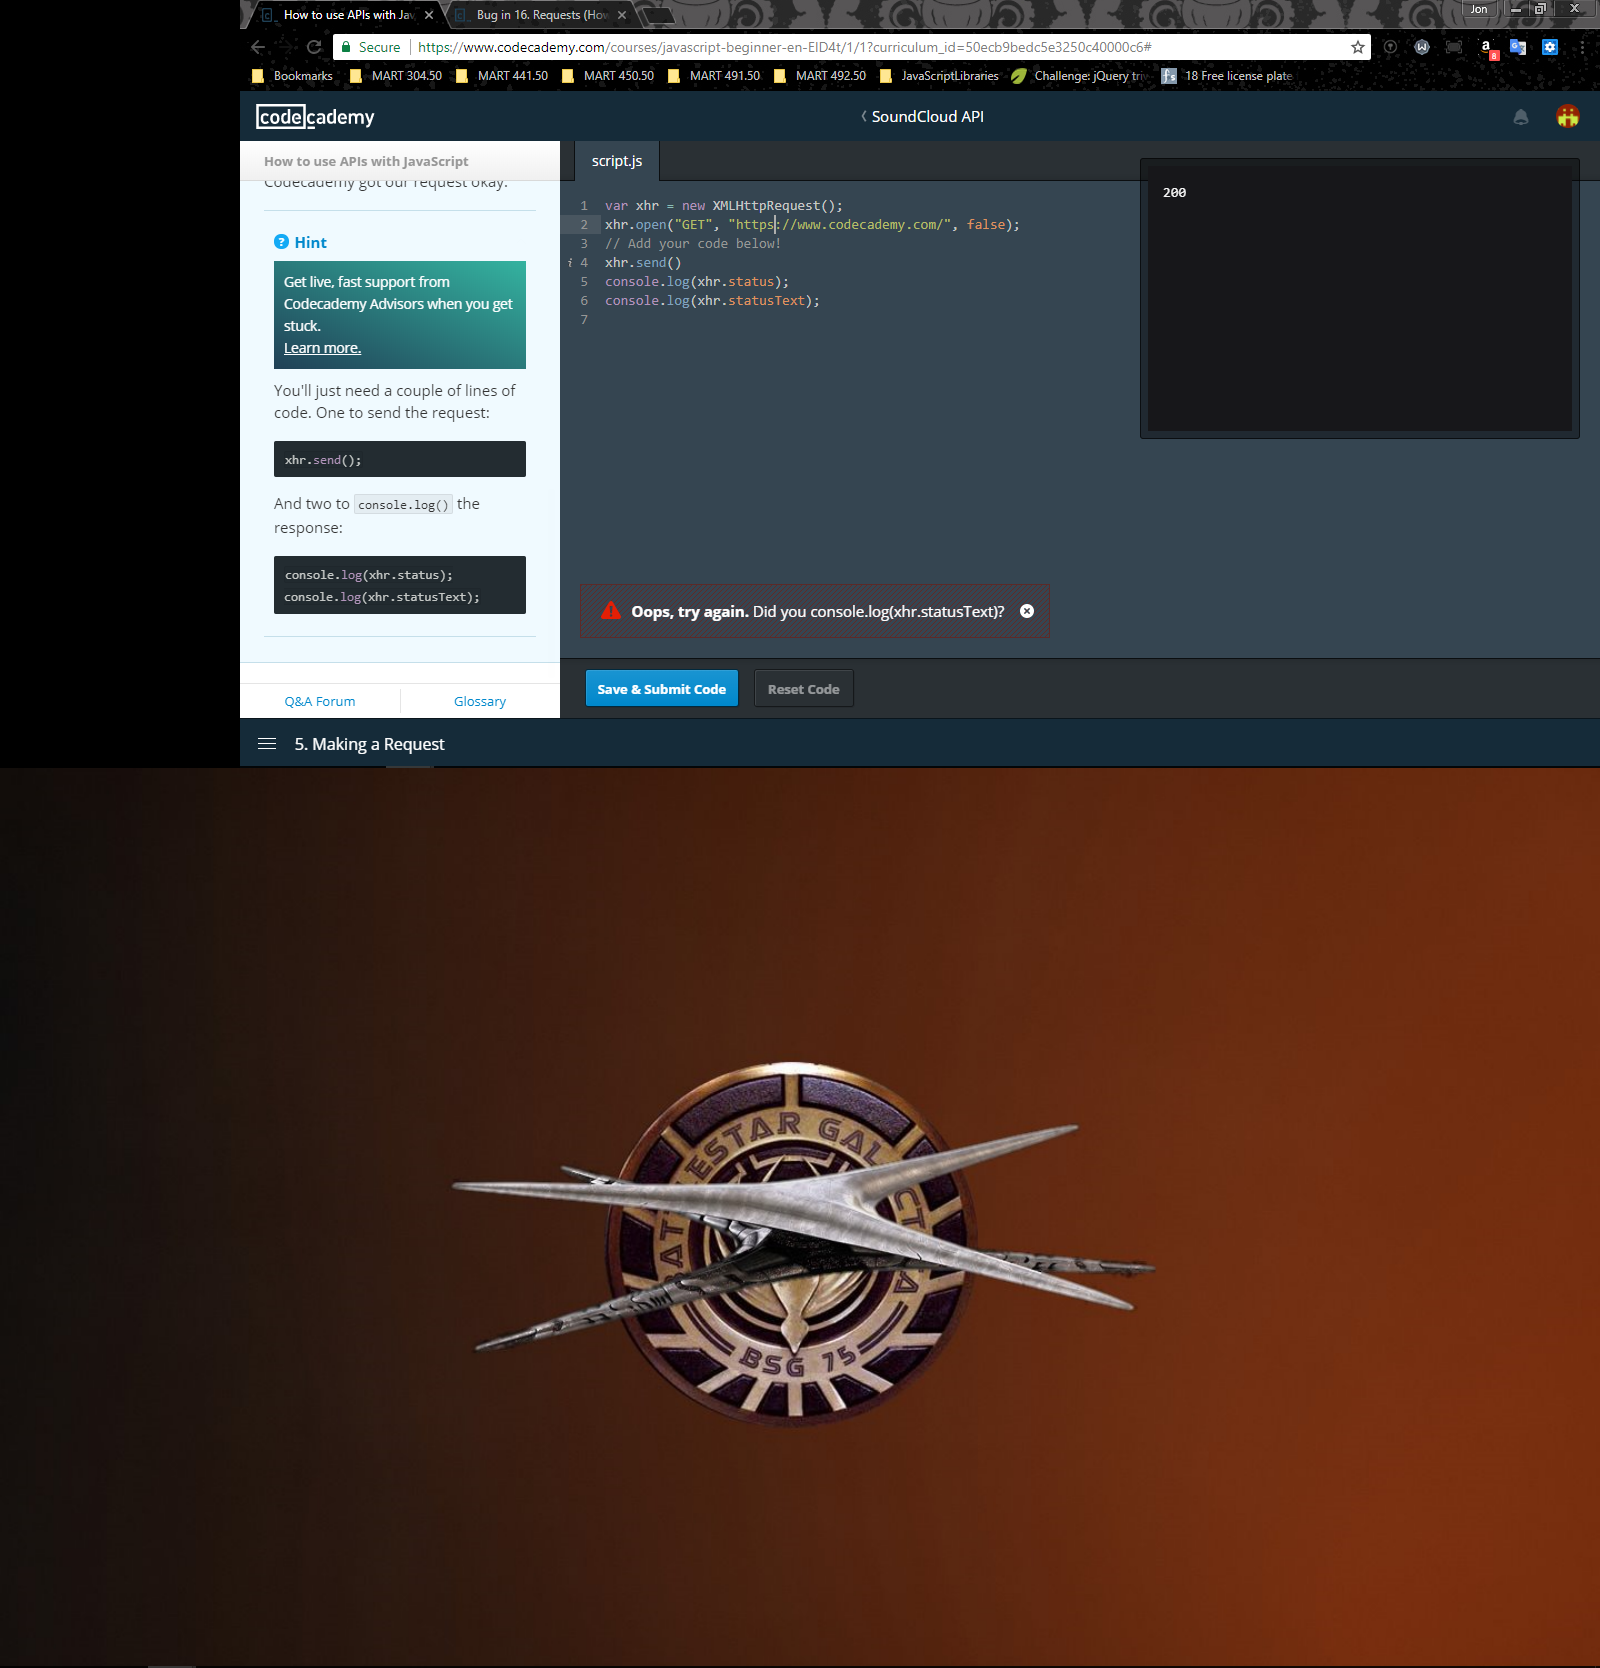 How to use APIs with Jav
Bug in 16. Requests (How
Jon
Secure
https://www.codecademy.com/courses/javascript-beginner-en-EID4t/1/1?curriculum_id=50ecb9bedc5e3250c40000c6#
Bookmarks
MART 304.50
MART 441.50
MART 450.50
MART 491.50
MART 492.50
JavaScriptLibraries
Challenge: jQuery triv
18 Free license plate
codecademy
SoundCloud API
How to use APIs with JavaScript
script.js
Codecademy got our request okay.
Hint
Get live, fast support from
Codecademy Advisors when you get
stuck.
Learn more.
You'll just need a couple of lines of
code. One to send the request:
xhr.send();
And two to console.log() the
response:
console.log(xhr.status);
console.log(xhr.statusText);
Q&A Forum
Glossary
1 var xhr = new XMLHttpRequest();
2 xhr.open("GET", "https://www.codecademy.com/", false);
3 // Add your code below!
i 4 xhr.send()
5 console.log(xhr.status);
6 console.log(xhr.statusText);
7
200
Oops, try again. Did you console.log(xhr.statusText)?
Save & Submit Code
Reset Code
5. Making a Request
BSG 75